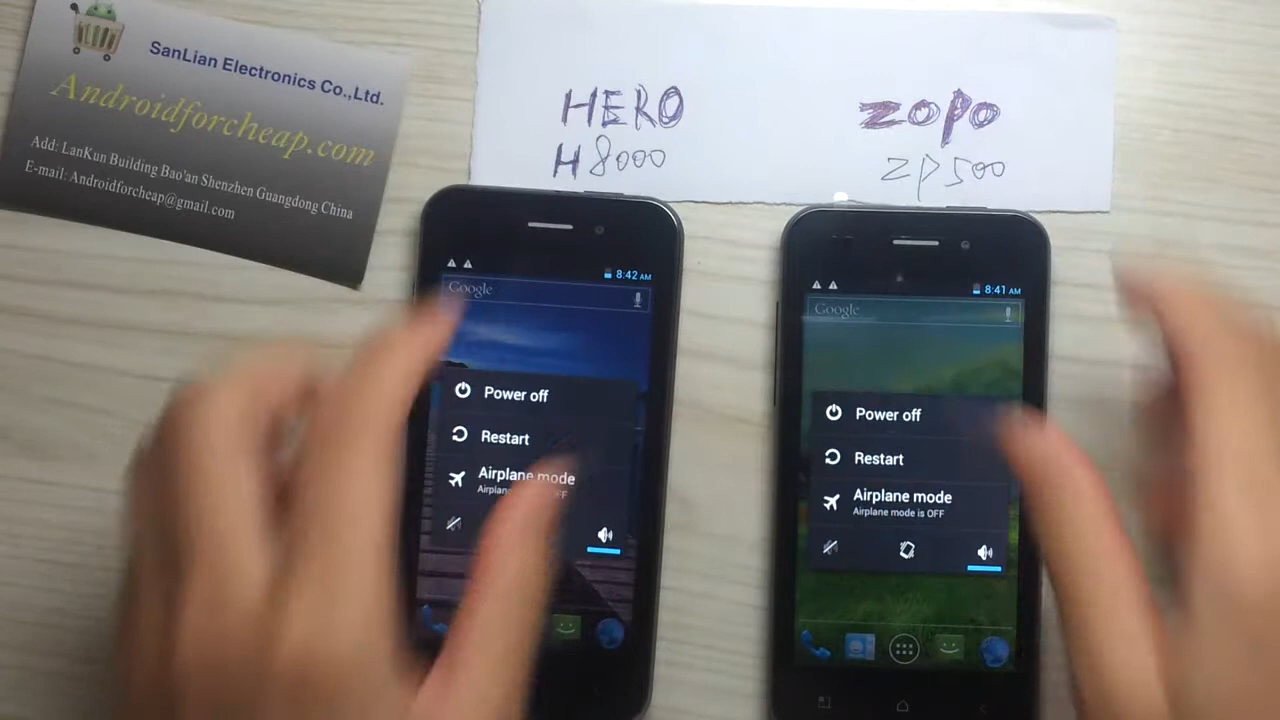 SanLian Electronics Co.,Ltd.
Androidforcheap.com
Add: LanKun Building Bao'an Shenzhen Guangdong China
E-mail: Androidforcheap@gmail.com
HERO
H8000
ZOPO
ZP500
8:42 AM
Google
Power off
Restart
Airplane mode
Airplane OFF
8:41 AM
Google
Power off
Restart
Airplane mode
Airplane mode is OFF